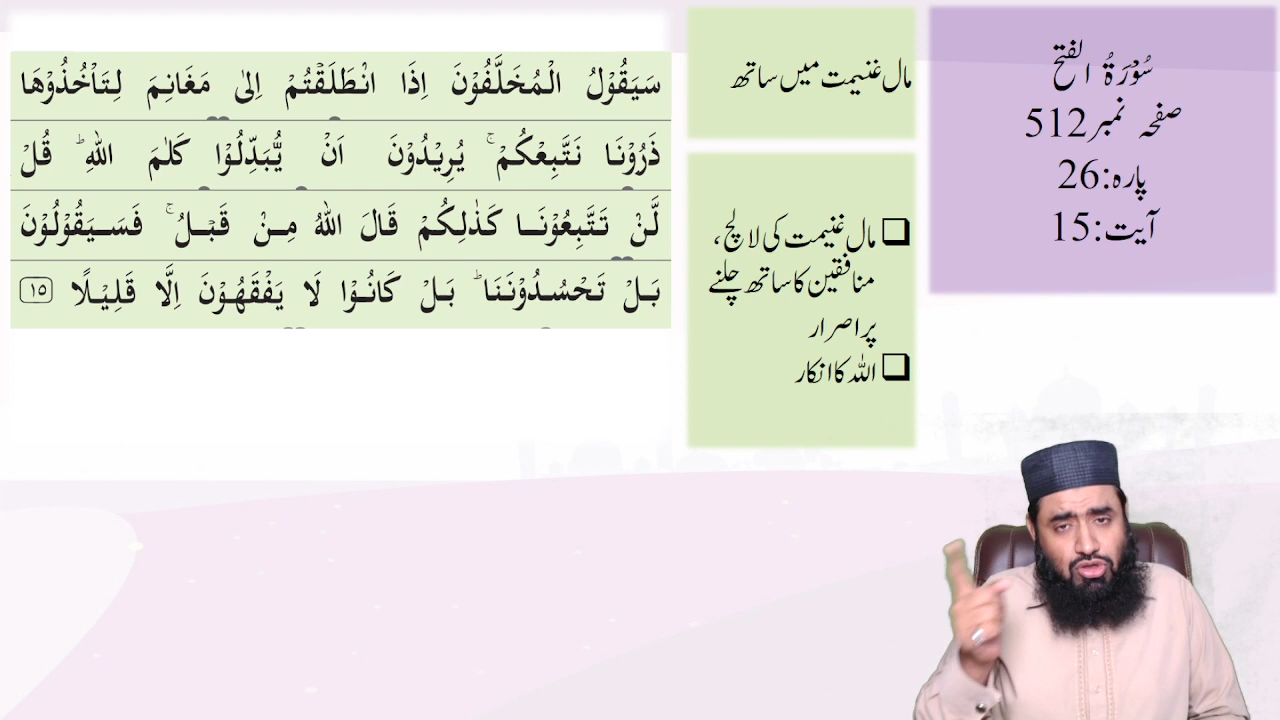 سُوْرَةُ الفتح
صفحہ نمبر512
پارہ:26
آیت:15
مال غنیمت میں ساتھ
مال غنیمت کی لالچ،
منافقین کا ساتھ چلنے
پر اصرار
اللہ کا انکار
سَيَقُوْلُ الْمُخَلَّفُوْنَ اِذَا انْطَلَقْتُمْ اِلٰى مَغَانِمَ لِتَاْخُذُوْهَا
ذَرُوْنَا نَتَّبِعْكُمْ ۚ يُرِيْدُوْنَ اَنْ يُّبَدِّلُوْا كَلٰمَ اللّٰهِ ؕ قُلْ
لَّنْ تَتَّبِعُوْنَا كَذٰلِكُمْ قَالَ اللّٰهُ مِنْ قَبْلُ ۚ فَسَيَقُوْلُوْنَ
بَلْ تَحْسُدُوْنَنَا ؕ بَلْ كَانُوْا لَا يَفْقَهُوْنَ اِلَّا قَلِيْلًا ١٥